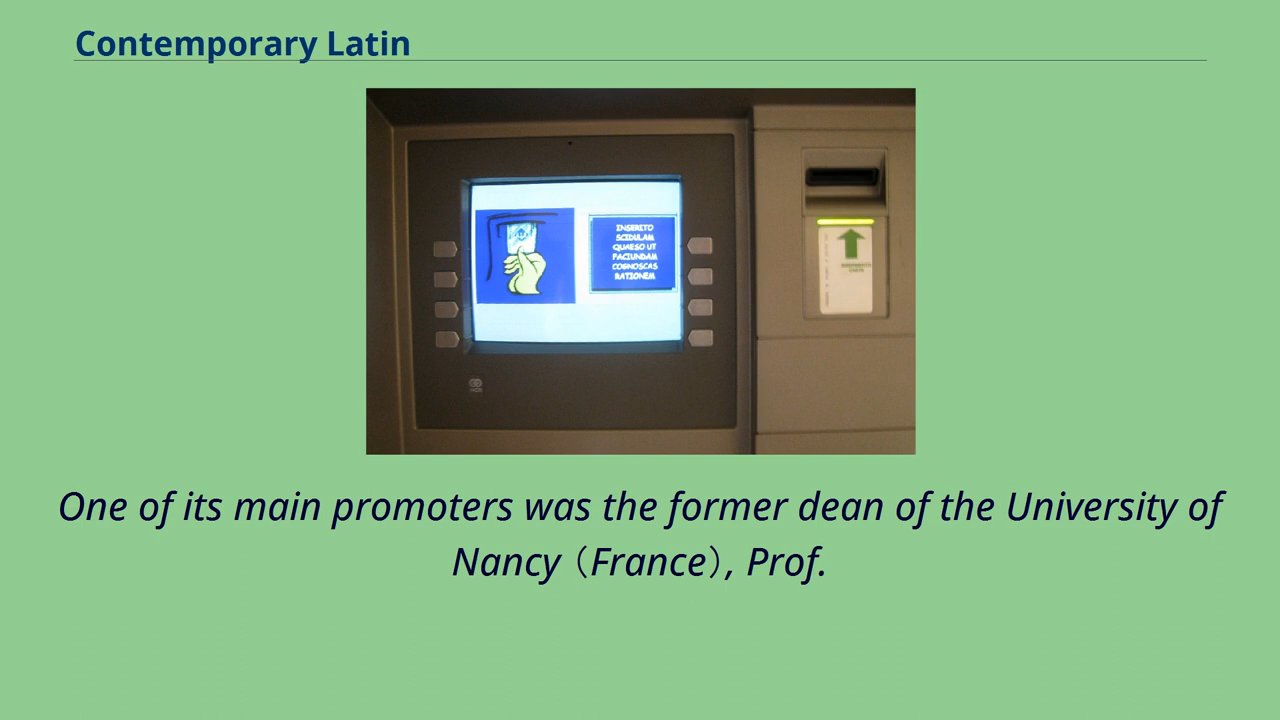 Contemporary Latin
INSERITO
SCIDULAM
QUAESO UT
FACIUNDAM
COGNOSCAS
RATIONEM
One of its main promoters was the former dean of the University of
Nancy (France), Prof.